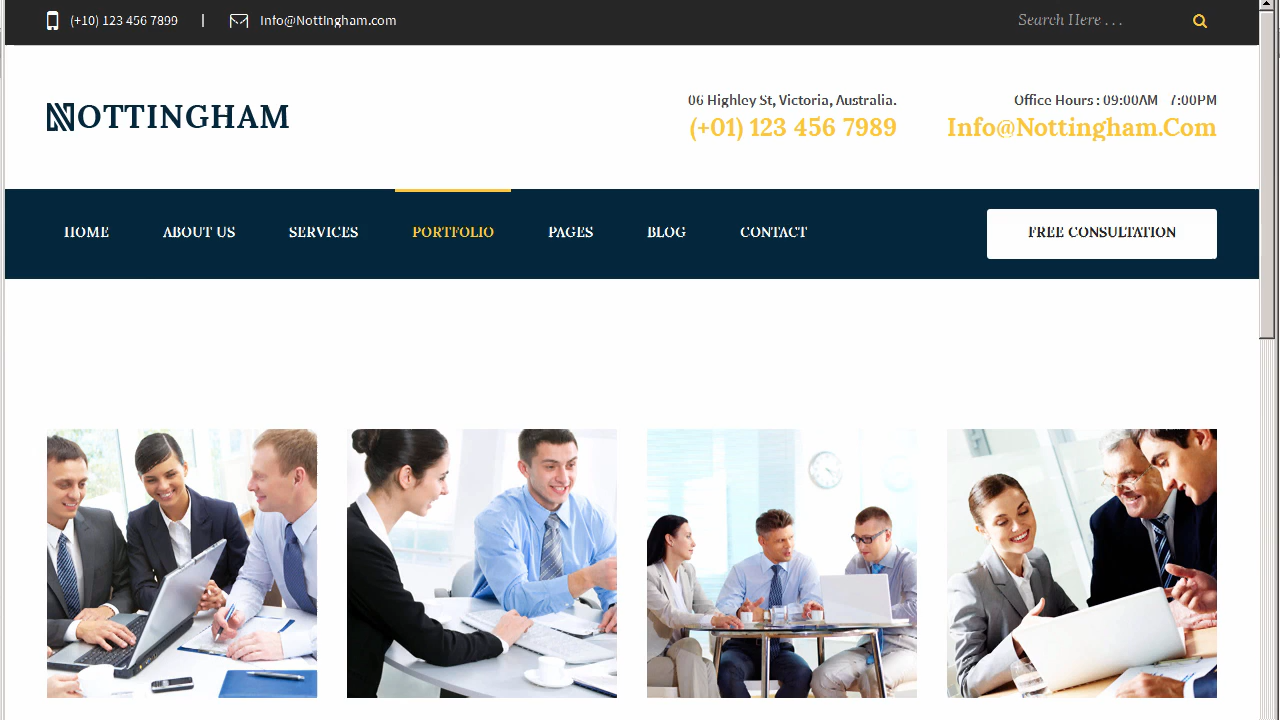 (+10) 123 456 7899 | Info@NottIngham.com
Search Here . . .
NOTTINGHAM
06 Highley St, Victoria, Australia.
(+01) 123 456 7989
Office Hours : 09:00AM 7:00PM
Info@Nottingham.Com
HOME ABOUT US SERVICES PORTFOLIO PAGES BLOG CONTACT
FREE CONSULTATION